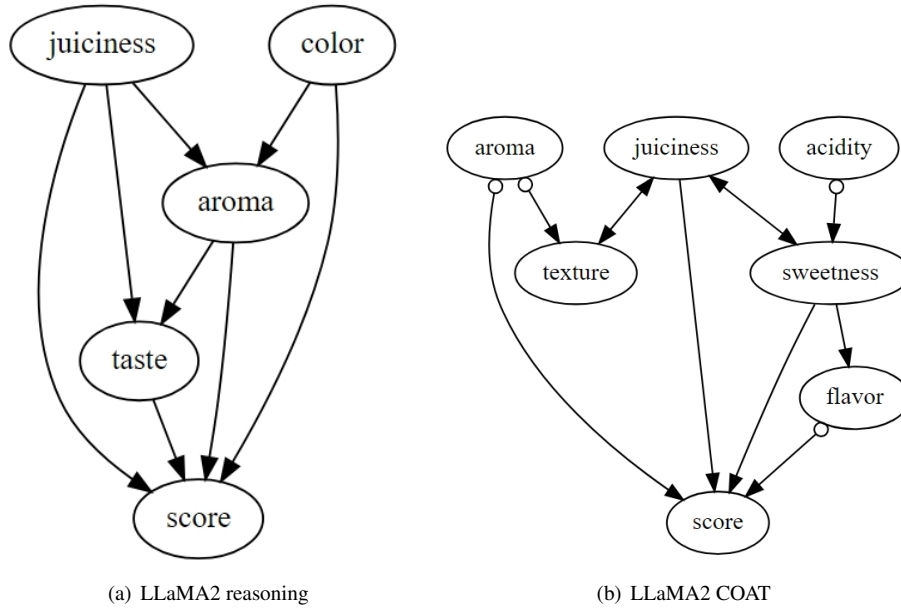 juiciness color
aroma
taste
score
(a) LLaMA2 reasoning
aroma juiciness acidity
texture sweetness
flavor
score
(b) LLaMA2 COAT